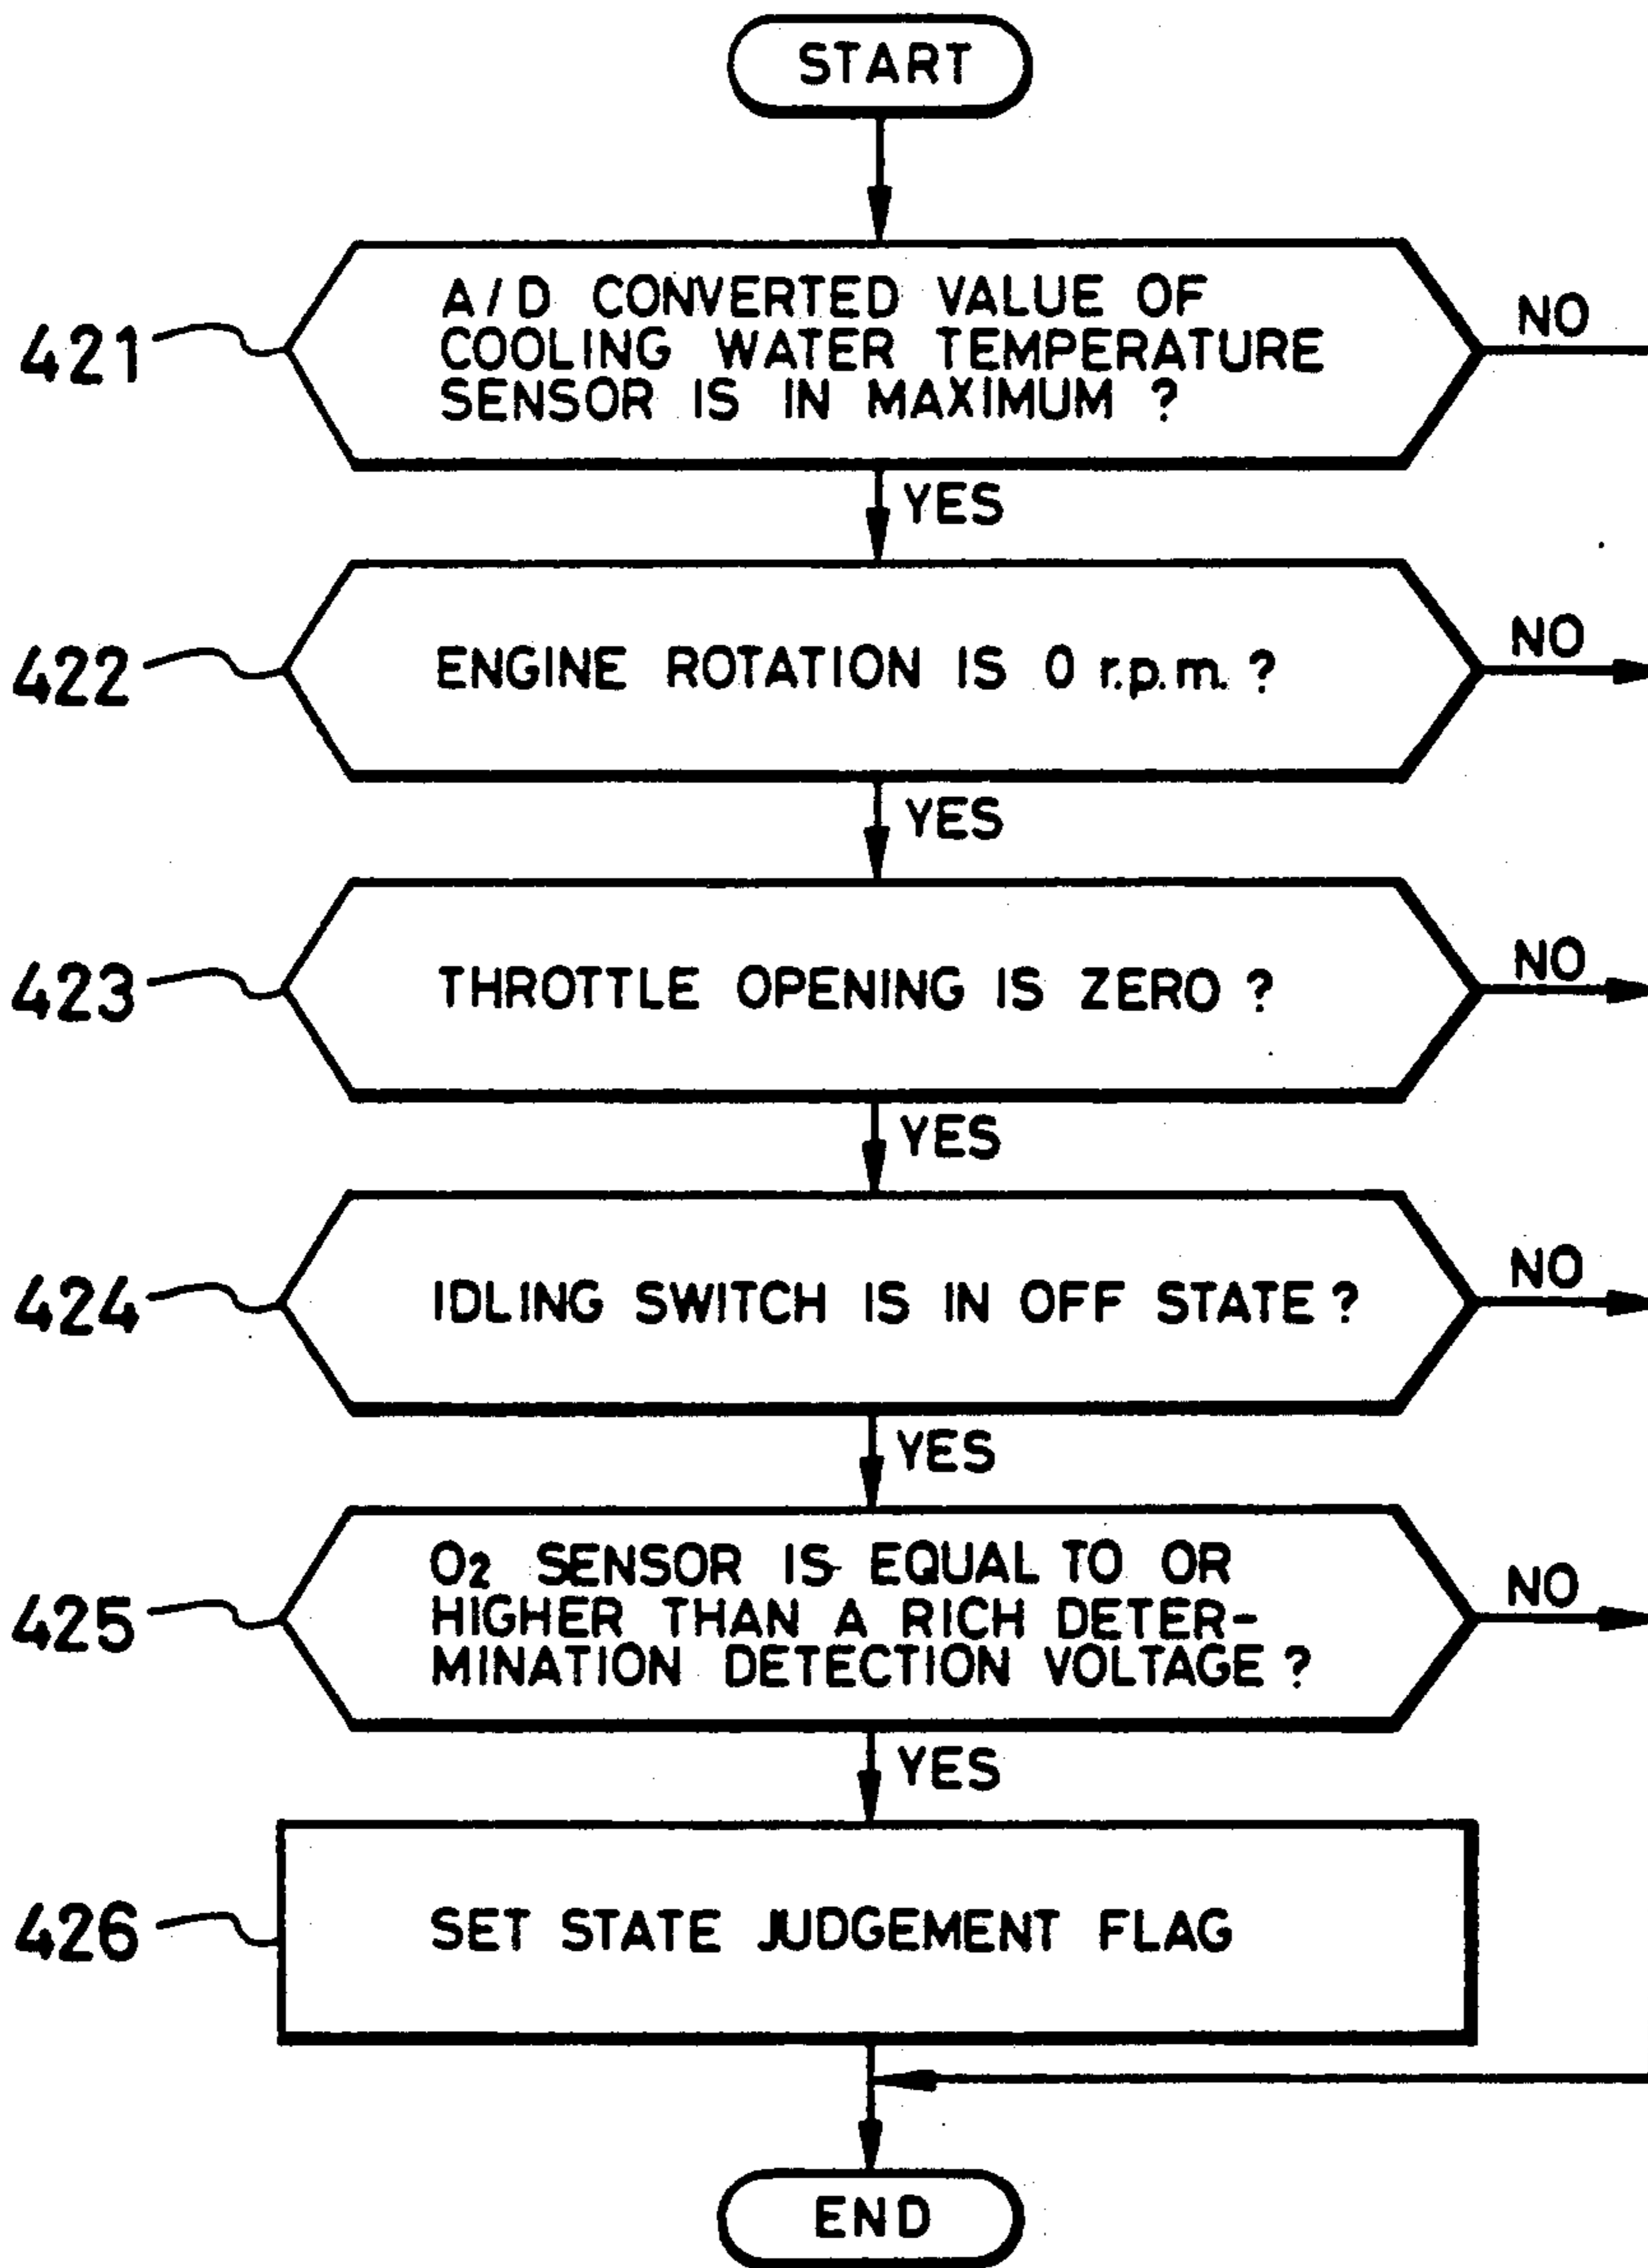 START
A/D CONVERTED VALUE OF
COOLING WATER TEMPERATURE
SENSOR IS IN MAXIMUM ?
421
NO
YES
ENGINE ROTATION IS 0 r.p.m. ?
422
NO
YES
THROTTLE OPENING IS ZERO ?
423
NO
YES
IDLING SWITCH IS IN OFF STATE ?
424
NO
YES
O2 SENSOR IS EQUAL TO OR
HIGHER THAN A RICH DETER-
MINATION DETECTION VOLTAGE ?
425
NO
YES
SET STATE JUDGEMENT FLAG
426
END